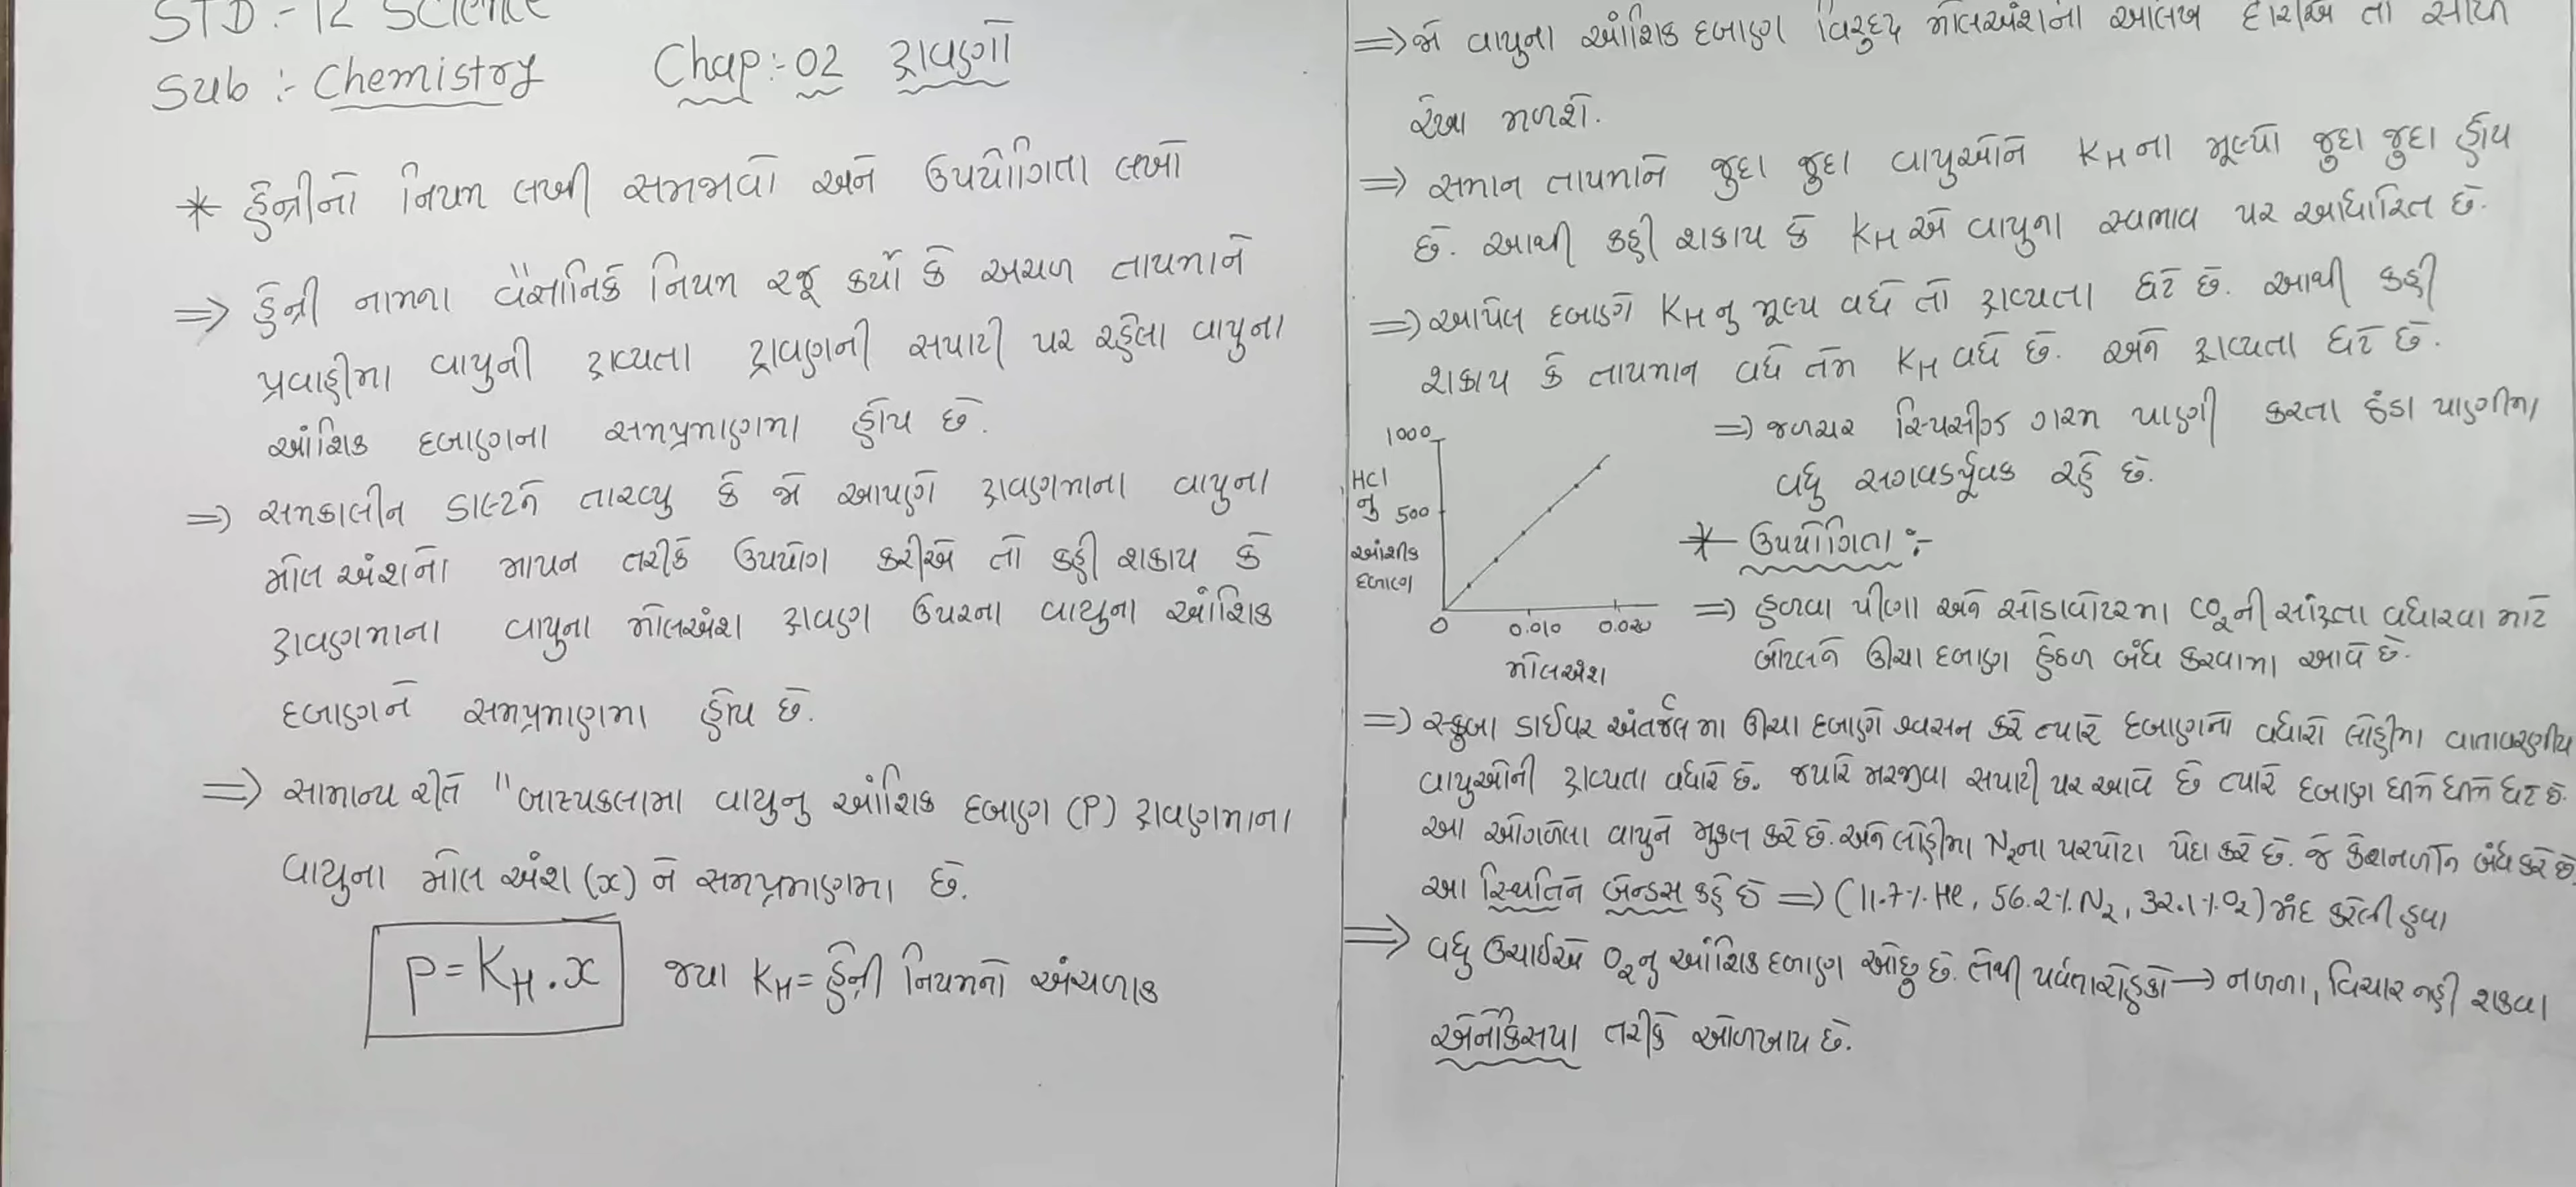 STD :- 12 Science
Sub :- Chemistry Chap :- 02 દ્રાવણો
* હેન્રીનો નિયમ લખી સમજાવો અને ઉપયોગિતા લખો
⇒ હેન્રી નામના વૈજ્ઞાનિકે નિયમ રજૂ કર્યો કે અચળ તાપમાને
પ્રવાહીમા વાયુની દ્રાવ્યતા દ્રાવણની સપાટી પર રહેલા વાયુના
આંશિક દબાણના સમપ્રમાણમા હોય છે.
⇒ સમકાલીન ડાલ્ટને તારવ્યુ કે જો આપણે દ્રાવણમાના વાયુના
મોલ અંશનો માપન તરીકે ઉપયોગ કરીએ તો કહી શકાય કે
દ્રાવણમાના વાયુના મોલઅંશ દ્રાવણ ઉપરના વાયુના આંશિક
દબાણને સમપ્રમાણમા હોય છે.
⇒ સામાન્ય રીતે "બાષ્પકલામા વાયુનુ આંશિક દબાણ (P) દ્રાવણમાના
વાયુના મોલ અંશ (x) ને સમપ્રમાણમા છે.
P = KH . x જ્યા KH = હેન્રી નિયમનો અચળાંક
⇒ જો વાયુના આંશિક દબાણ વિરુદ્ધ મોલઅંશનો આલેખ દોરીએ તો સીધી
રેખા મળશે.
⇒ સમાન તાપમાને જુદા જુદા વાયુઓને KH ના મૂલ્યો જુદા જુદા હોય
છે. આથી કહી શકાય કે KH એ વાયુના સ્વભાવ પર આધારિત છે.
⇒ આપેલ દબાણે KH નુ મૂલ્ય વધે તો દ્રાવ્યતા ઘટે છે. આથી કહી
શકાય કે તાપમાન વધે તેમ KH વધે છે. અને દ્રાવ્યતા ઘટે છે.
⇒ જળચર સ્પિસીઝ ગરમ પાણી કરતા ઠંડા પાણીમા
વધુ સગવડપૂર્વક રહે છે.
1000
HCl
નુ
500
આંશીક
દબાણ
0 0.010 0.020
મોલઅંશ
* ઉપયોગિતા :-
⇒ હળવા પીણા અને સોડાવોટરમા CO2 ની સાંદ્રતા વધારવા માટે
બોટલને ઊચા દબાણ હેઠળ બંધ કરવામા આવે છે.
⇒ સ્કુબા ડાઈવર અંતર્જલ મા ઊચા દબાણે શ્વસન કરે ત્યારે દબાણનો વધારો લોહીમા વાતાવરણીય
વાયુઓની દ્રાવ્યતા વધારે છે. જ્યારે મરજીવા સપાટી પર આવે છે ત્યારે દબાણ ધીમે ધીમે ઘટે છે.
આ ઓગળેલા વાયુને મુક્ત કરે છે. અને લોહીમા N2 ના પરપોટા પેદા કરે છે. જે કેશનળીને બંધ કરે છે
આ સ્થિતિને બેન્ડસ કહે છે ⇒ (11.7% He, 56.2% N2, 32.1% O2) મંદ કરેલી હવા
⇒ વધુ ઉચાઈએ O2 નુ આંશિક દબાણ ઓછુ છે. તેથી પર્વતારોહકો → નબળા, વિચાર નહી શકવા
એનોક્સિયા તરીકે ઓળખાય છે.